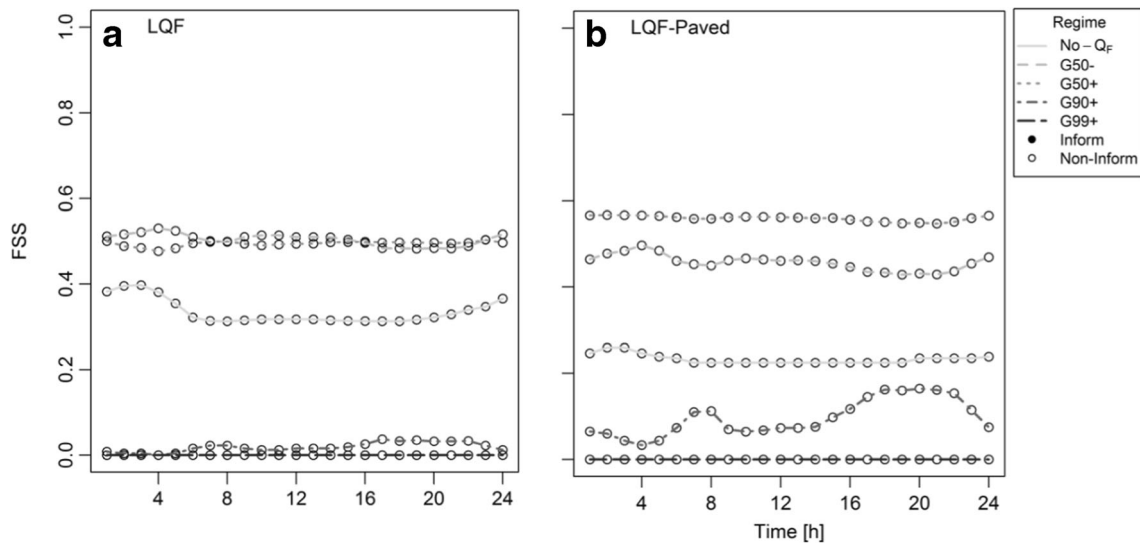 a LQF
b LQF-Paved
Regime
No – QF
G50-
G50+
G90+
G99+
Inform
Non-Inform
FSS
1.0
0.8
0.6
0.4
0.2
0.0
4 8 12 16 20 24
4 8 12 16 20 24
Time [h]